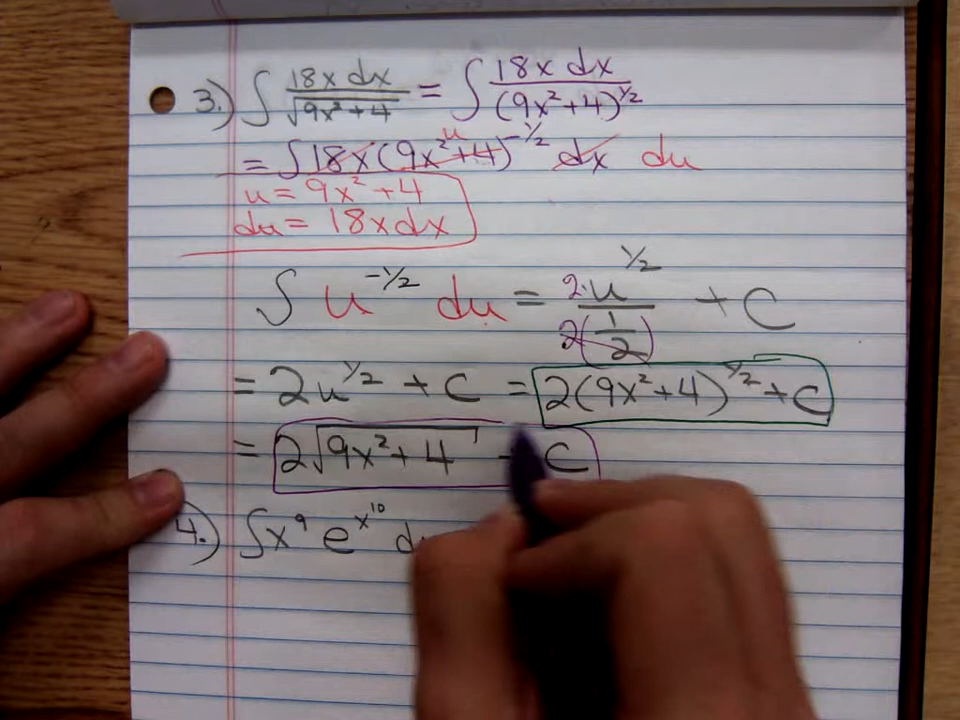 3.) ∫ 18x dx / √(9x² + 4) = ∫ 18x dx / (9x² + 4)^½
= ∫ 18x (9x² + 4)^-½ dx u du
u = 9x² + 4
du = 18x dx
∫ u^-½ du = 2·u^½ / 2(1/2) + C
= 2u^½ + C = 2(9x² + 4)^½ + C
= 2√(9x² + 4) + C
4.) ∫ x⁹ e^x¹⁰